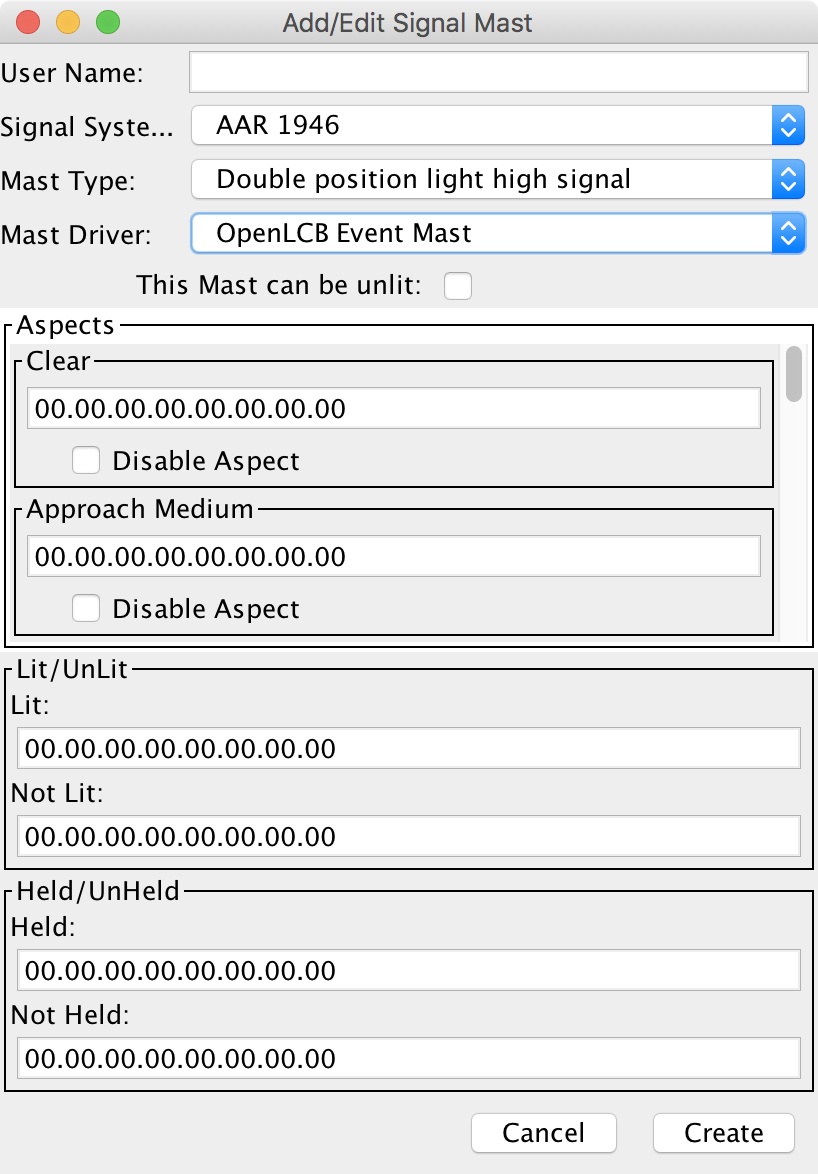 Add/Edit Signal Mast
User Name:
Signal Syste... AAR 1946
Mast Type: Double position light high signal
Mast Driver: OpenLCB Event Mast
This Mast can be unlit:
Aspects
Clear
00.00.00.00.00.00.00.00
Disable Aspect
Approach Medium
00.00.00.00.00.00.00.00
Disable Aspect
Lit/UnLit
Lit:
00.00.00.00.00.00.00.00
Not Lit:
00.00.00.00.00.00.00.00
Held/UnHeld
Held:
00.00.00.00.00.00.00.00
Not Held:
00.00.00.00.00.00.00.00
Cancel Create